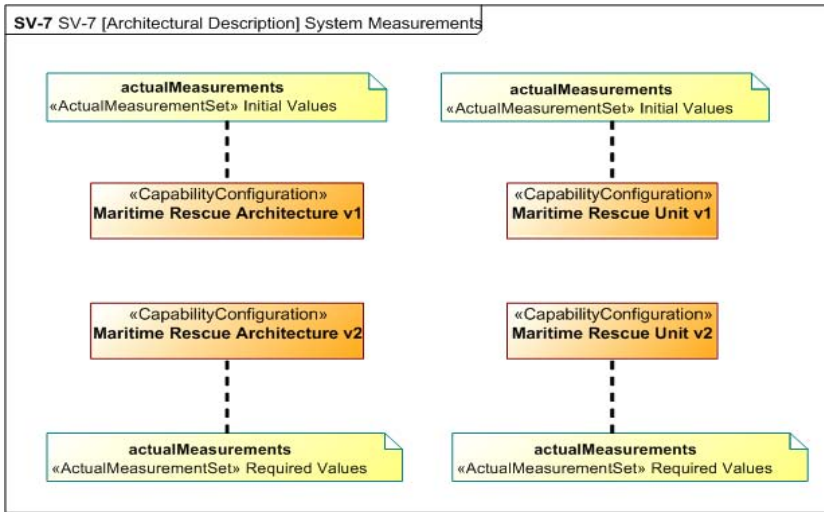 SV-7 SV-7 [Architectural Description] System Measurements
actualMeasurements
«ActualMeasurementSet» Initial Values
actualMeasurements
«ActualMeasurementSet» Initial Values
«CapabilityConfiguration»
Maritime Rescue Architecture v1
«CapabilityConfiguration»
Maritime Rescue Unit v1
«CapabilityConfiguration»
Maritime Rescue Architecture v2
«CapabilityConfiguration»
Maritime Rescue Unit v2
actualMeasurements
«ActualMeasurementSet» Required Values
actualMeasurements
«ActualMeasurementSet» Required Values